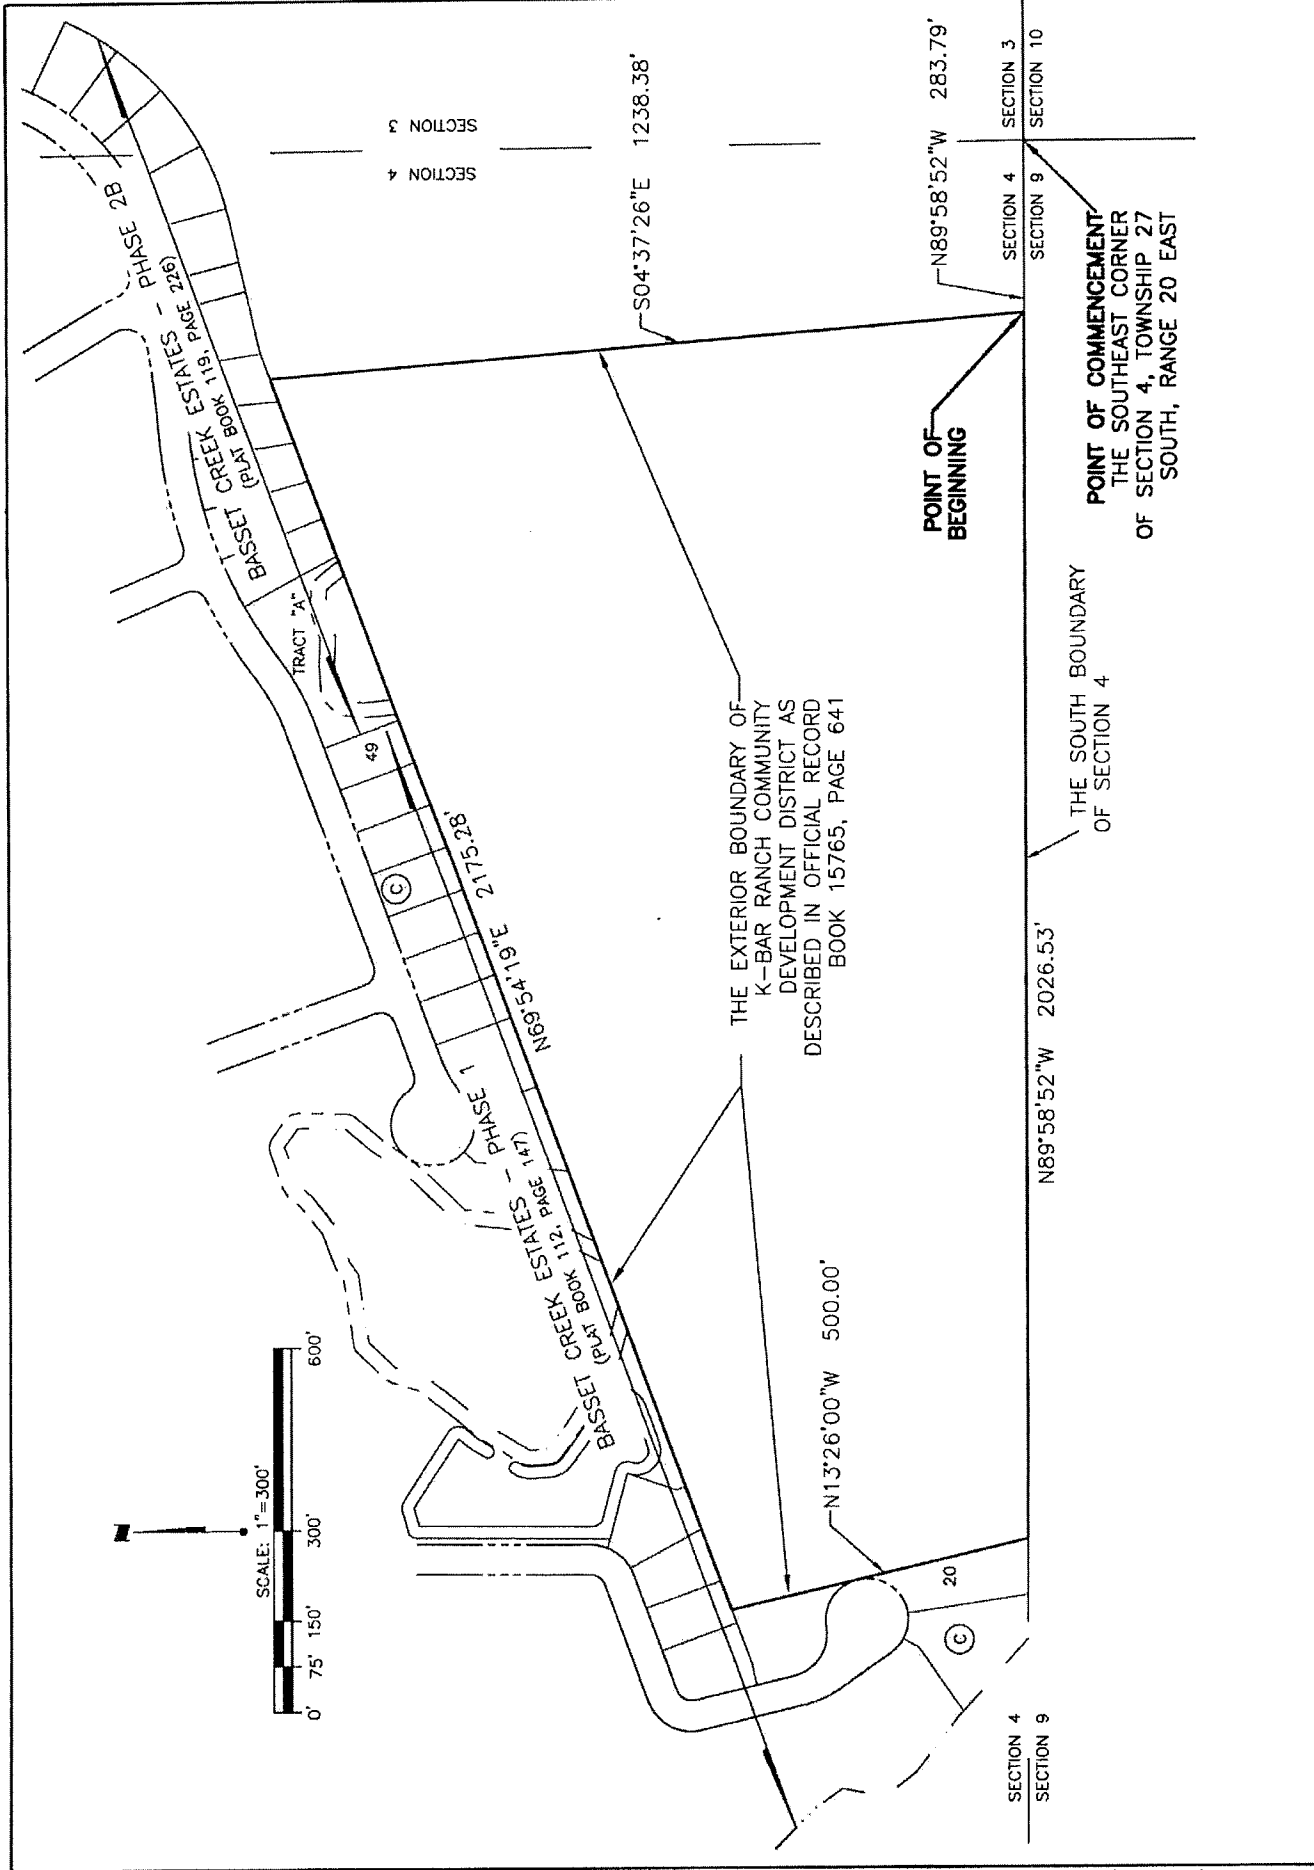 SECTION 4
SECTION 3
BASSET CREEK ESTATES - PHASE 2B
(PLAT BOOK 119, PAGE 226)
TRACT "A"
49
C
BASSET CREEK ESTATES - PHASE 1
(PLAT BOOK 112, PAGE 147)
N69°54'19"E 2175.28'
N
SCALE: 1"=300'
0'
75'
150'
300'
600'
S04°37'26"E 1238.38'
THE EXTERIOR BOUNDARY OF
K-BAR RANCH COMMUNITY
DEVELOPMENT DISTRICT AS
DESCRIBED IN OFFICIAL RECORD
BOOK 15765, PAGE 641
N13°26'00"W 500.00'
20
C
POINT OF
BEGINNING
N89°58'52"W 283.79'
SECTION 4
SECTION 9
SECTION 4
SECTION 9
SECTION 3
SECTION 10
N89°58'52"W 2026.53'
THE SOUTH BOUNDARY
OF SECTION 4
POINT OF COMMENCEMENT
THE SOUTHEAST CORNER
OF SECTION 4, TOWNSHIP 27
SOUTH, RANGE 20 EAST